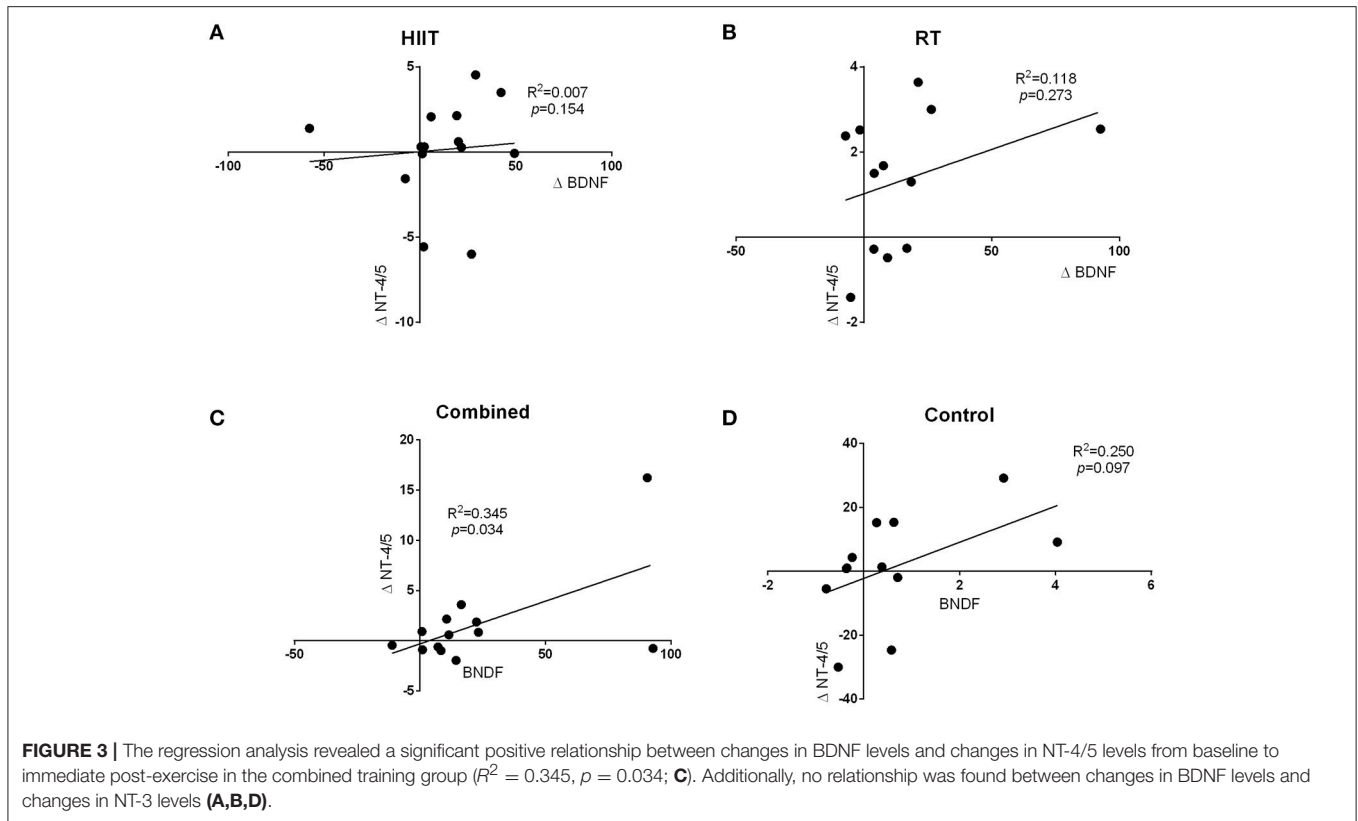 A
HIIT
5
R²=0.007
p=0.154
-100
-50
50
100
Δ BDNF
-5
Δ NT-4/5
-10
B
RT
4
R²=0.118
p=0.273
2
-50
50
100
Δ BDNF
Δ NT-4/5
-2
C
Combined
20
15
R²=0.345
p=0.034
10
Δ NT-4/5
5
-50
50
100
BNDF
-5
D
Control
40
R²=0.250
p=0.097
20
-2
2
4
6
BNDF
-20
Δ NT-4/5
-40
FIGURE 3 | The regression analysis revealed a significant positive relationship between changes in BDNF levels and changes in NT-4/5 levels from baseline to
immediate post-exercise in the combined training group (R² = 0.345, p = 0.034; C). Additionally, no relationship was found between changes in BDNF levels and
changes in NT-3 levels (A,B,D).